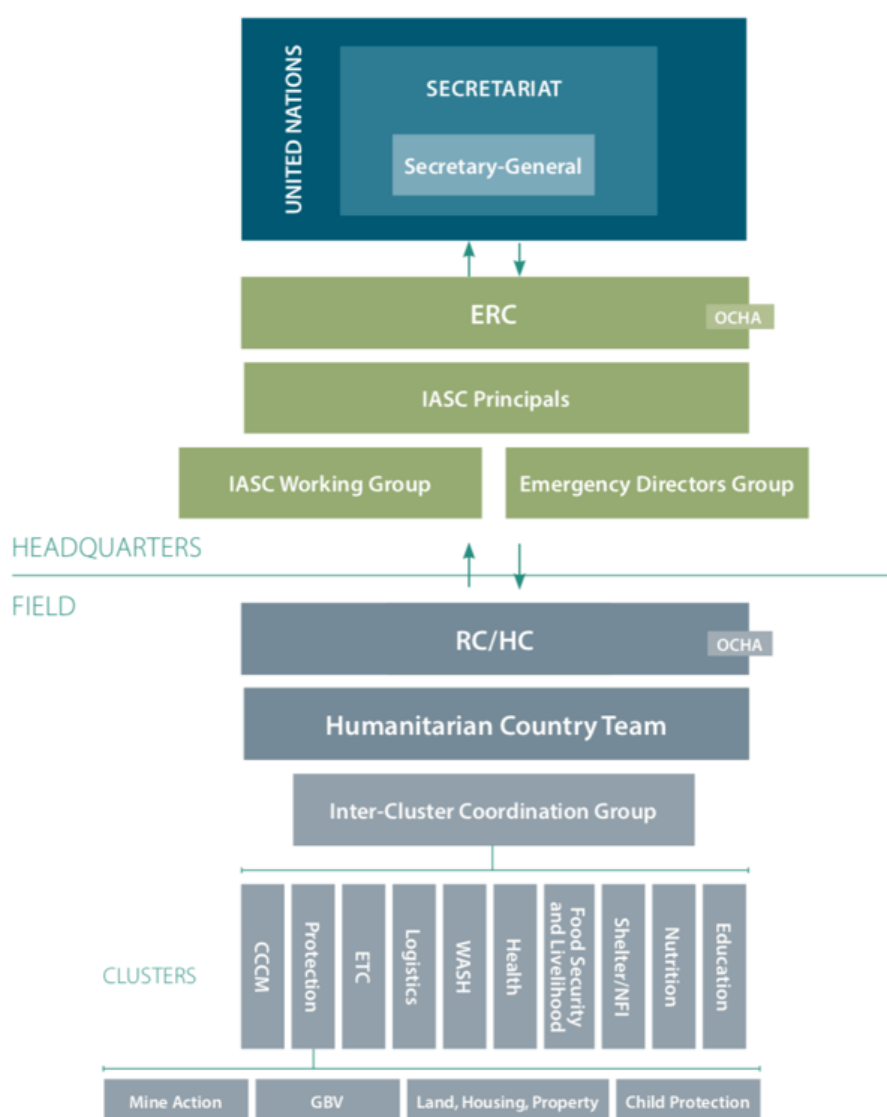 UNITED NATIONS
SECRETARIAT
Secretary-General
ERC
OCHA
IASC Principals
IASC Working Group
Emergency Directors Group
HEADQUARTERS
FIELD
RC/HC
OCHA
Humanitarian Country Team
Inter-Cluster Coordination Group
CLUSTERS
CCCM
Protection
ETC
Logistics
WASH
Health
Food Security
and Livelihood
Shelter/NFI
Nutrition
Education
Mine Action
GBV
Land, Housing, Property
Child Protection